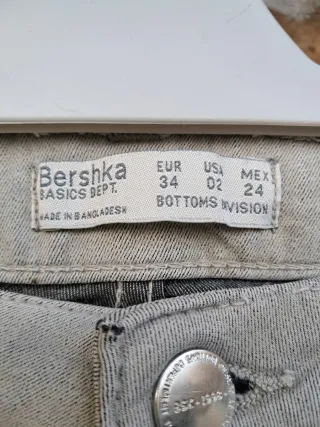 Bershka
BASICS DEPT.
MADE IN BANGLADESH
EUR USA MEX
34 02 24
BOTTOMS DIVISION